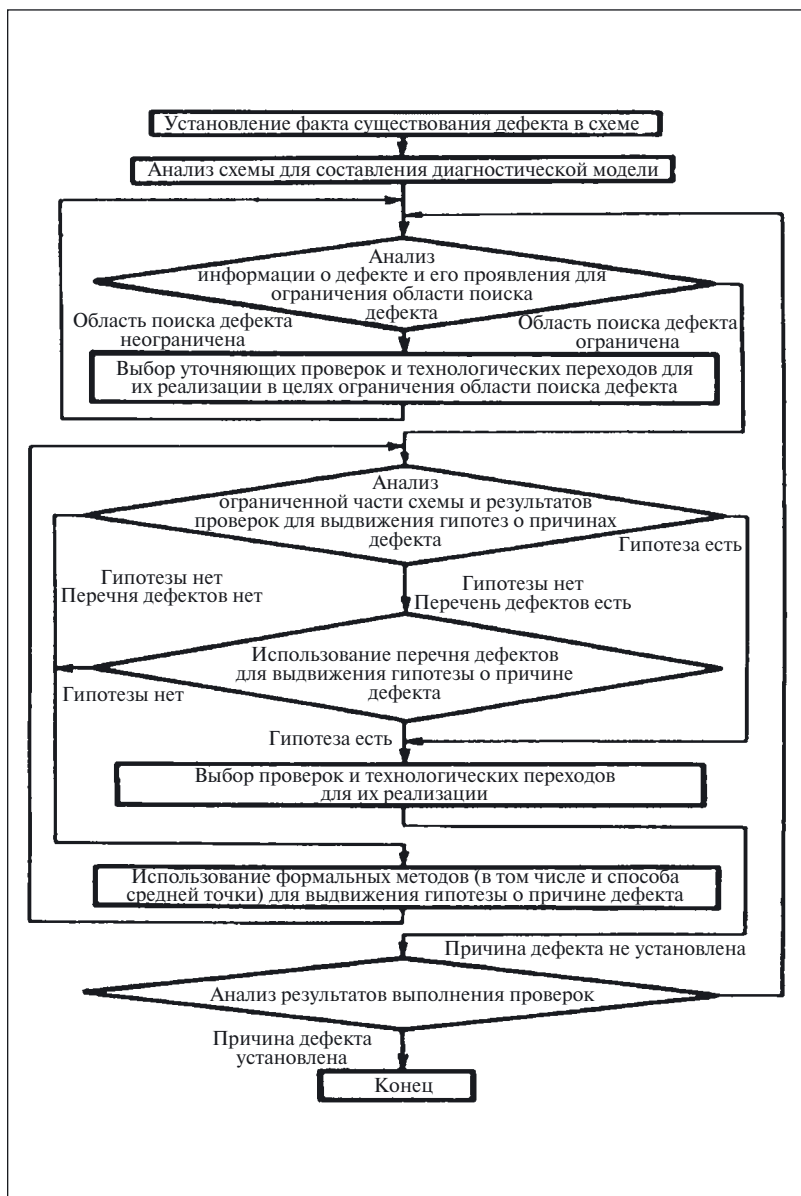 Установление факта существования дефекта в схеме
Анализ схемы для составления диагностической модели
Анализ
информации о дефекте и его проявления для
ограничения области поиска
дефекта
Область поиска дефекта
неограничена
Область поиска дефекта
ограничена
Выбор уточняющих проверок и технологических переходов для
их реализации в целях ограничения области поиска дефекта
Анализ
ограниченной части схемы и результатов
проверок для выдвижения гипотез о причинах
дефекта
Гипотеза есть
Гипотезы нет
Перечня дефектов нет
Гипотезы нет
Перечень дефектов есть
Использование перечня дефектов
для выдвижения гипотезы о причине
дефекта
Гипотезы нет
Гипотеза есть
Выбор проверок и технологических переходов
для их реализации
Использование формальных методов (в том числе и способа
средней точки) для выдвижения гипотезы о причине дефекта
Причина дефекта не установлена
Анализ результатов выполнения проверок
Причина дефекта
установлена
Конец